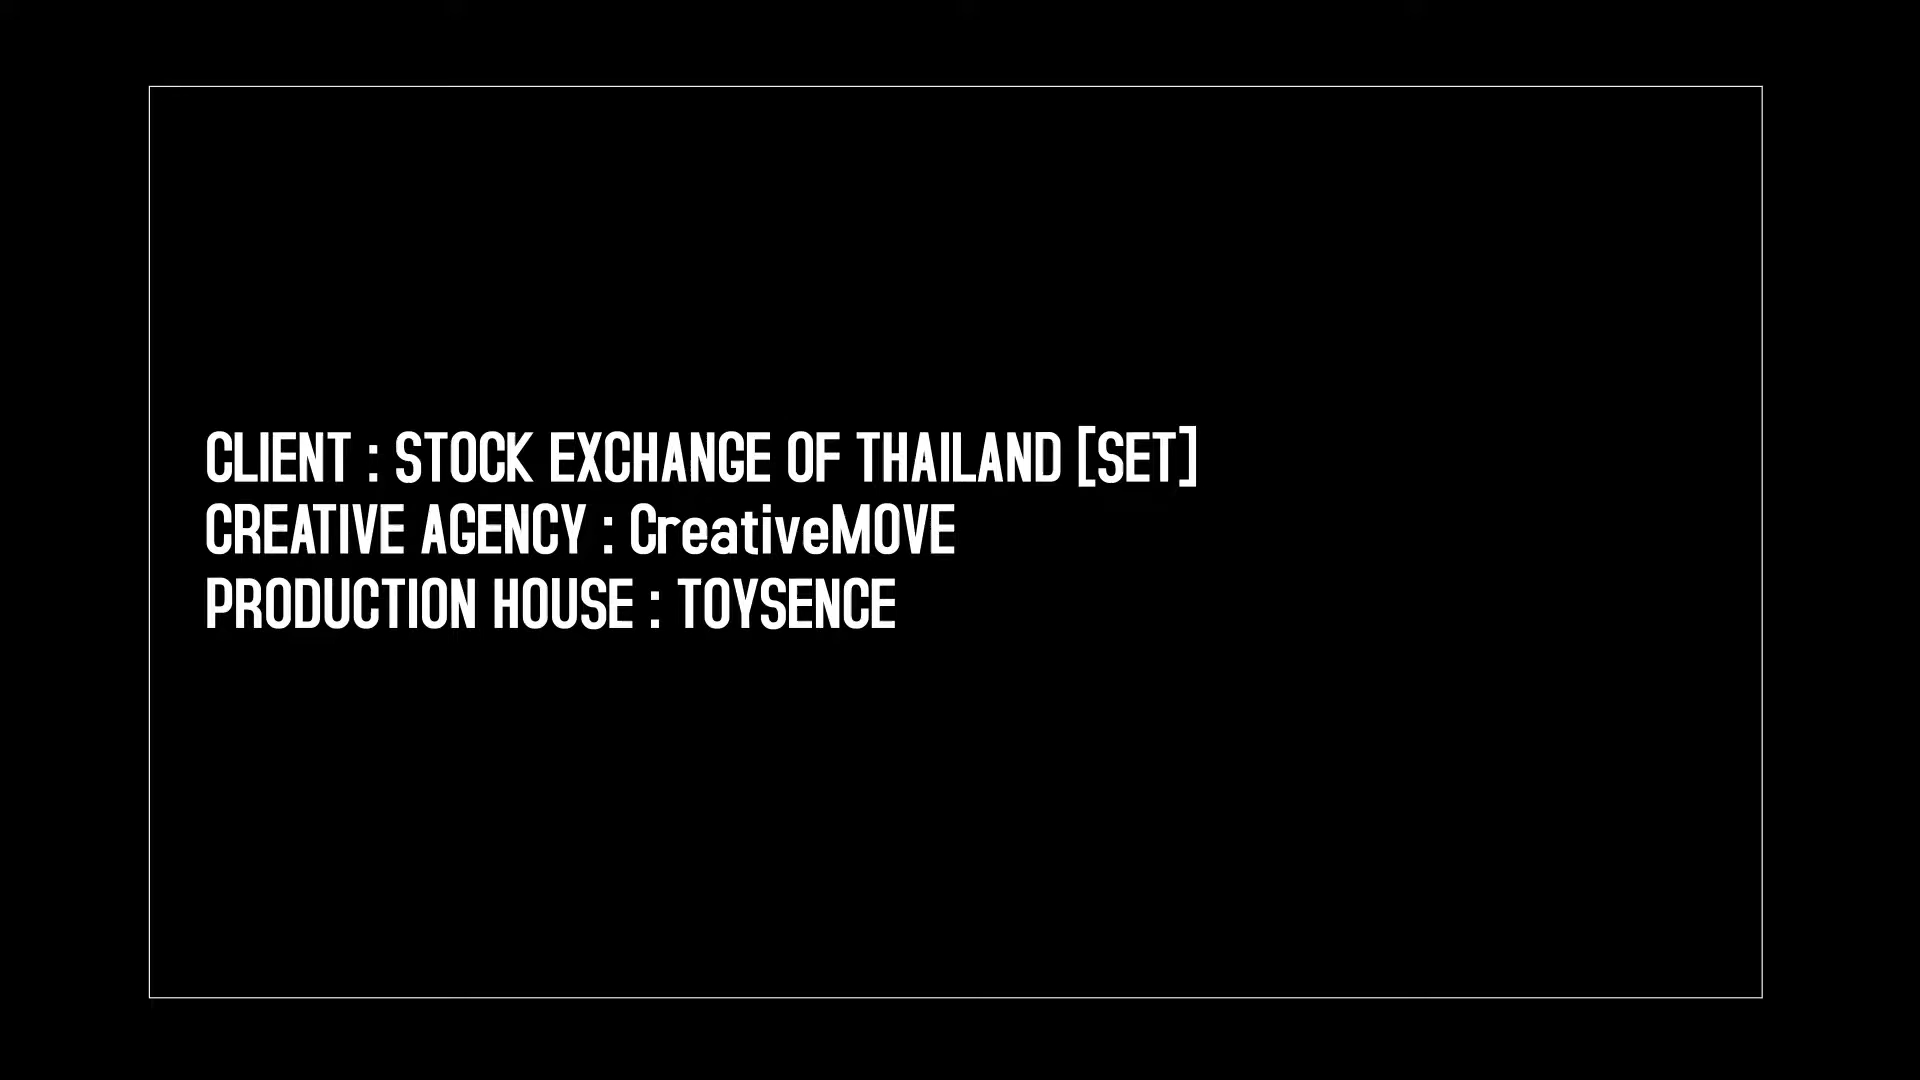 CLIENT : STOCK EXCHANGE OF THAILAND [SET]
CREATIVE AGENCY : CreativeMOVE
PRODUCTION HOUSE : TOYSENCE